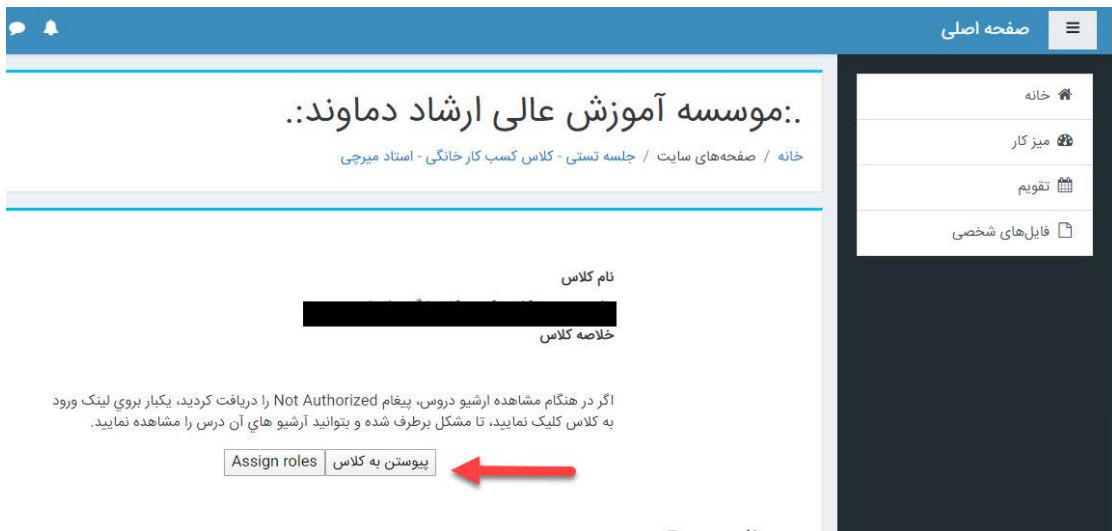 صفحه اصلی
خانه
میز کار
تقویم
فایل‌های شخصی
.:موسسه آموزش عالی ارشاد دماوند:.
خانه / صفحه‌های سایت / جلسه تستی - کلاس کسب کار خانگی - استاد میرچی
نام کلاس
خلاصه کلاس
اگر در هنگام مشاهده ارشیو دروس، پیغام Not Authorized را دریافت کردید، یکبار بروي لینک ورود
به کلاس کلیک نمایید، تا مشکل برطرف شده و بتوانید آرشیو هاي آن درس را مشاهده نمایید.
پیوستن به کلاس Assign roles